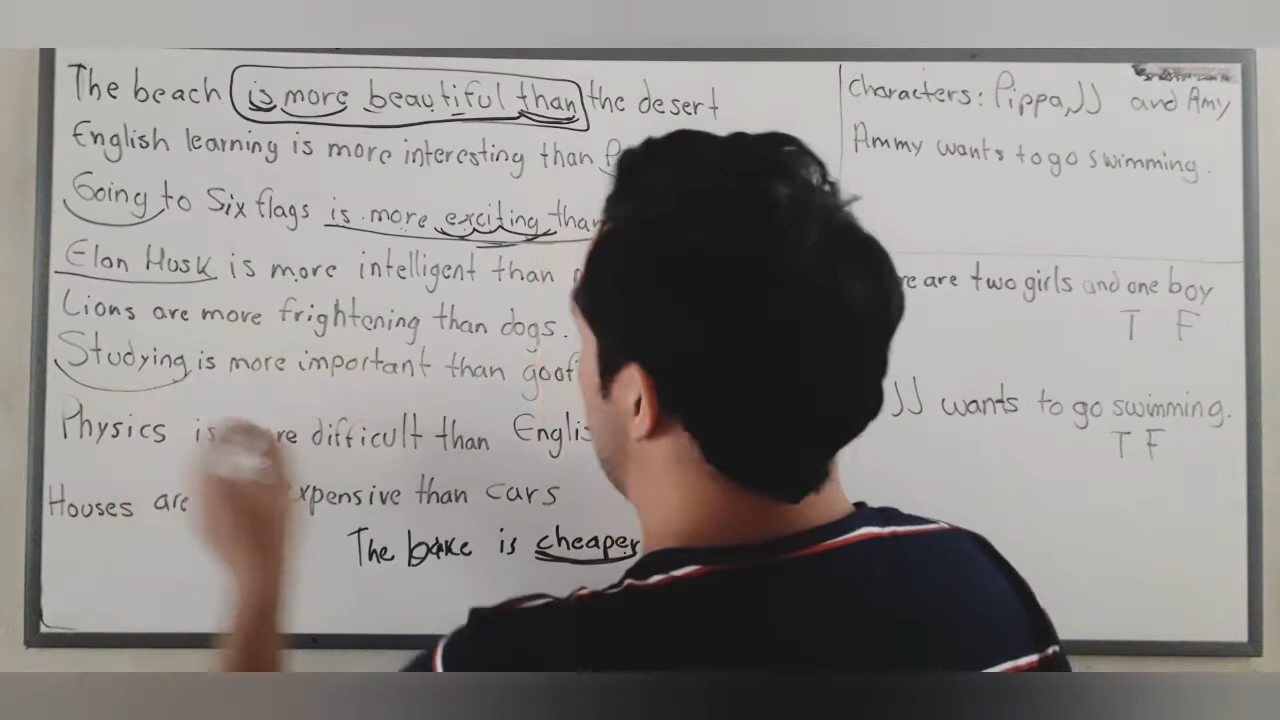 The beach is more beautiful than the desert
English learning is more interesting than
Going to Six flags is more exciting than
Elon Musk is more intelligent than
Lions are more frightening than dogs.
Studying is more important than goof
Physics is difficult than Englis
Houses are xpensive than cars
The bake is cheaper
Characters: Pippa, JJ and Amy
Ammy wants to go swimming.
re are two girls and one boy
T F
JJ wants to go swimming.
T F